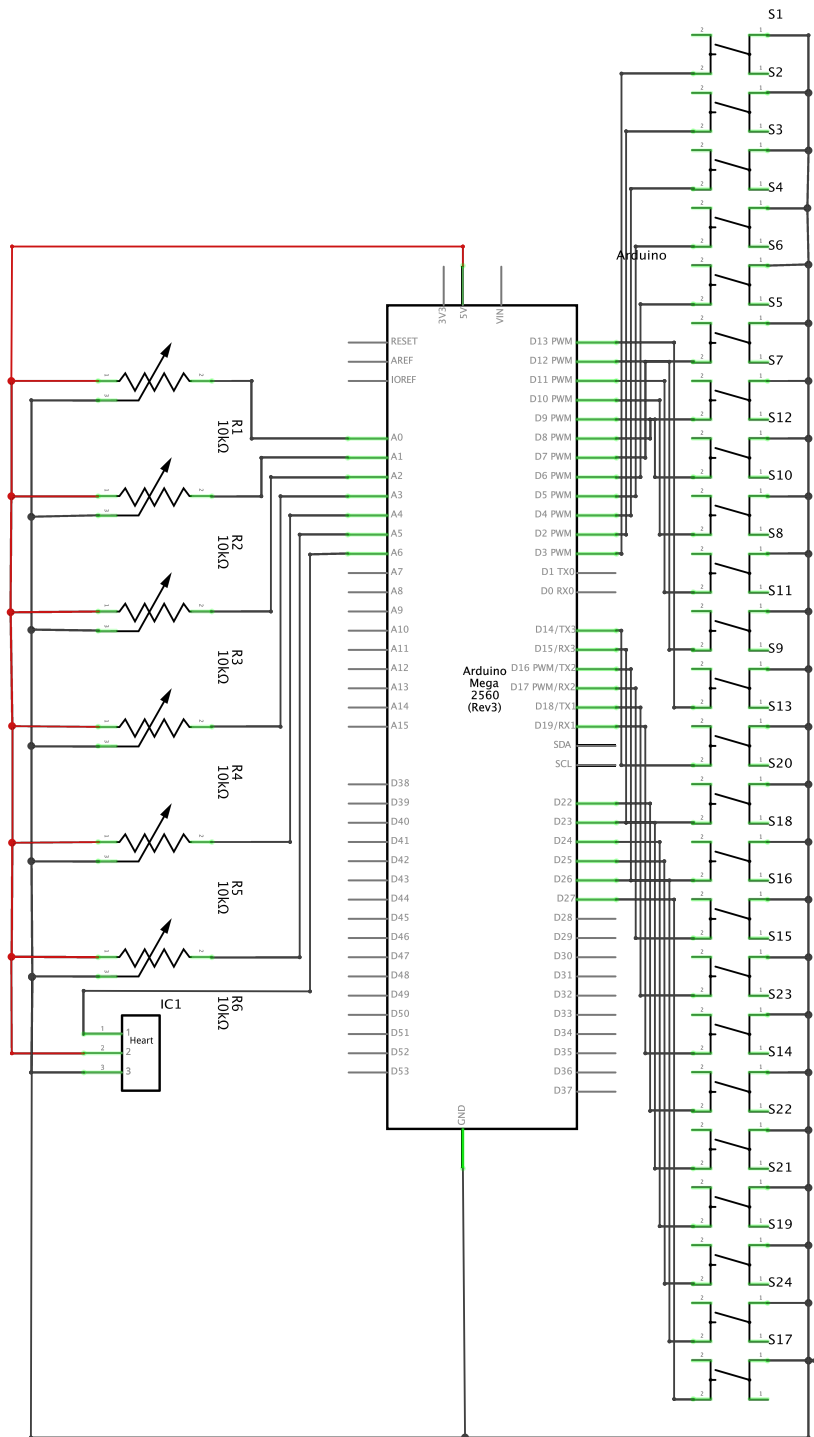 S1
S2
S3
S4
S6
S5
S7
S12
S10
S8
S11
S9
S13
S20
S18
S16
S15
S23
S14
S22
S21
S19
S24
S17
Arduino
3V3
5V
VIN
RESET
AREF
IOREF
A0
A1
A2
A3
A4
A5
A6
A7
A8
A9
A10
A11
A12
A13
A14
A15
D38
D39
D40
D41
D42
D43
D44
D45
D46
D47
D48
D49
D50
D51
D52
D53
Arduino
Mega
2560
(Rev3)
D13 PWM
D12 PWM
D11 PWM
D10 PWM
D9 PWM
D8 PWM
D7 PWM
D6 PWM
D5 PWM
D4 PWM
D2 PWM
D3 PWM
D1 TX0
D0 RX0
D14/TX3
D15/RX3
D16 PWM/TX2
D17 PWM/RX2
D18/TX1
D19/RX1
SDA
SCL
D22
D23
D24
D25
D26
D27
D28
D29
D30
D31
D32
D33
D34
D35
D36
D37
GND
R1
10kΩ
R2
10kΩ
R3
10kΩ
R4
10kΩ
R5
10kΩ
R6
10kΩ
IC1
Heart
1 1
2 2
3 3